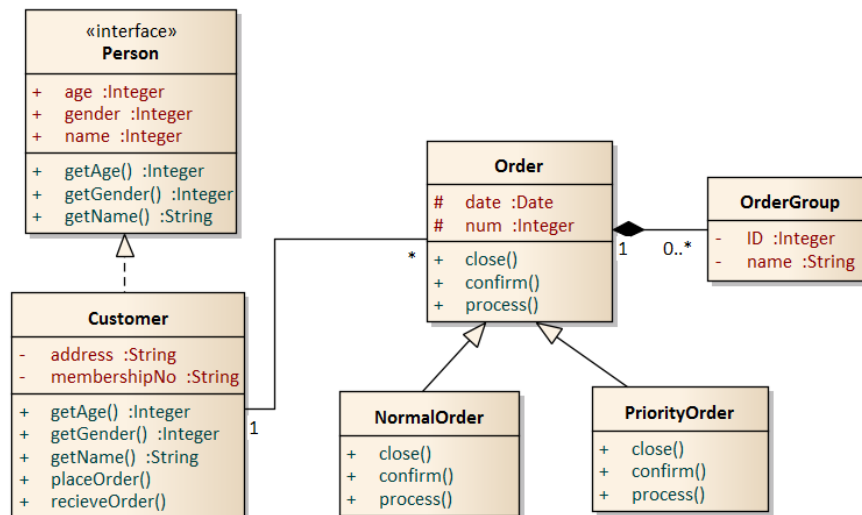 «interface»
Person
+ age :Integer
+ gender :Integer
+ name :Integer
+ getAge() :Integer
+ getGender() :Integer
+ getName() :String
Customer
- address :String
- membershipNo :String
+ getAge() :Integer
+ getGender() :Integer
+ getName() :String
+ placeOrder()
+ recieveOrder()
1
*
Order
# date :Date
# num :Integer
+ close()
+ confirm()
+ process()
1
0..*
OrderGroup
- ID :Integer
- name :String
NormalOrder
+ close()
+ confirm()
+ process()
PriorityOrder
+ close()
+ confirm()
+ process()